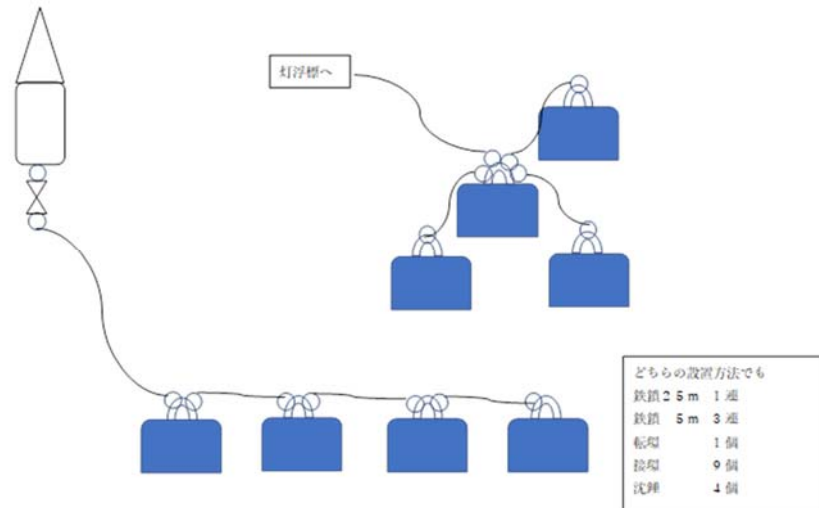 灯浮標へ
どちらの設置方法でも
鉄鎖25m 1連
鉄鎖 5m 3連
転環 1個
接環 9個
沈錘 4個